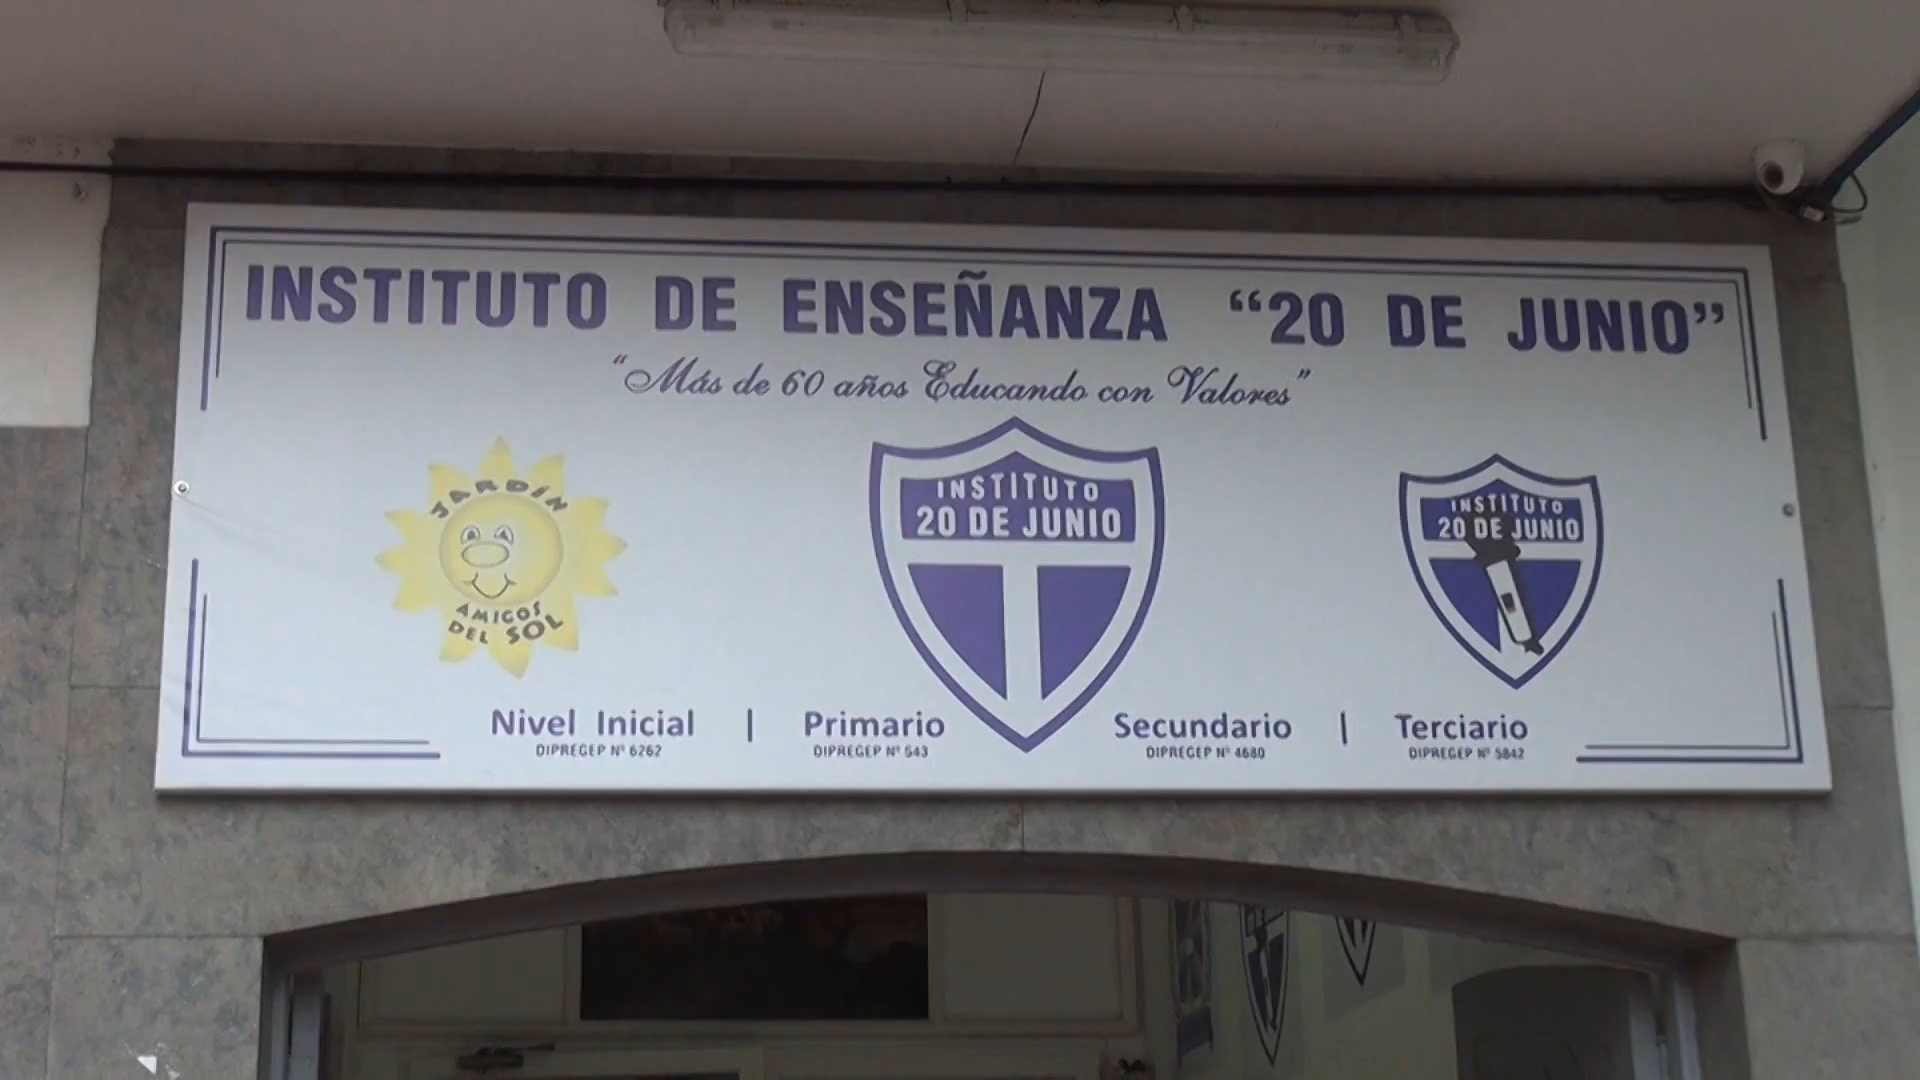 INSTITUTO DE ENSEÑANZA “20 DE JUNIO”
“Más de 60 años Educando con Valores”
JARDÍN
AMIGOS
DEL SOL
INSTITUTO
20 DE JUNIO
INSTITUTO
20 DE JUNIO
Nivel Inicial | Primario Secundario | Terciario
DIPREGEP Nº 6262 DIPREGEP Nº 543 DIPREGEP Nº 4680 DIPREGEP Nº 5842